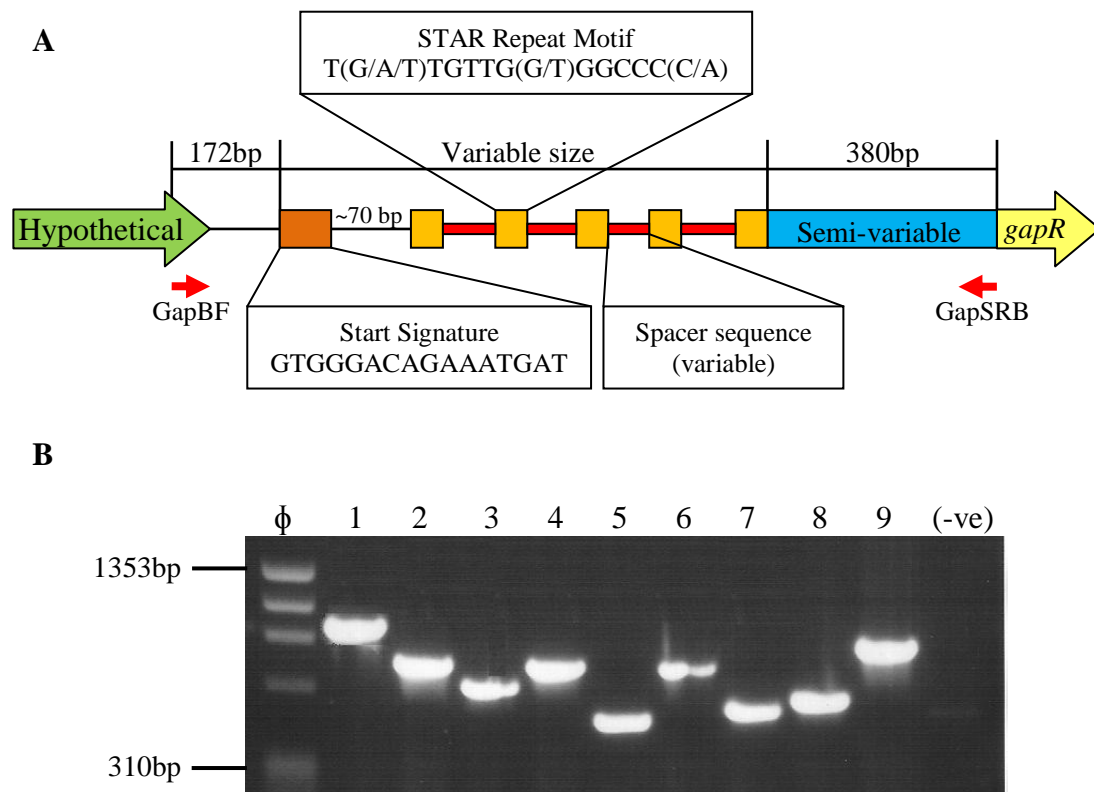 A
STAR Repeat Motif
T(G/A/T)TGTTG(G/T)GGCCC(C/A)
172bp Variable size 380bp
Hypothetical ~70 bp Semi-variable gapR
GapBF GapSRB
Start Signature
GTGGGACAGAAATGAT
Spacer sequence
(variable)
B
ϕ 1 2 3 4 5 6 7 8 9 (-ve)
1353bp
310bp